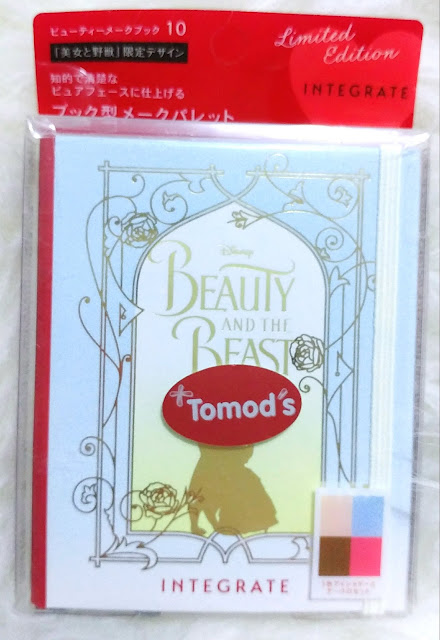 ビューティーメークブック 10
『美女と野獣』限定デザイン
知的で清楚な
ピュアフェースに仕上げる
ブック型メークパレット
Limited
Edition
INTEGRATE
Disney
BEAUTY
AND THE
BEAST
Tomod's
INTEGRATE